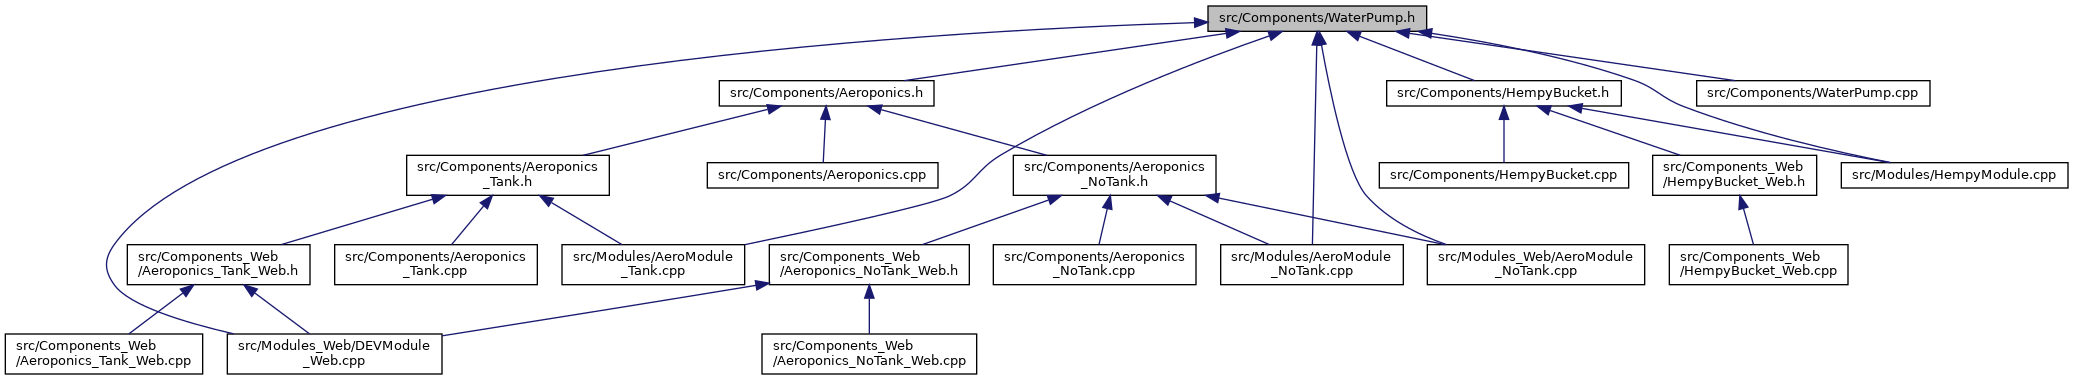 src/Components/WaterPump.h
src/Components/Aeroponics.h
src/Components/HempyBucket.h
src/Components/WaterPump.cpp
src/Components/Aeroponics
_Tank.h
src/Components/Aeroponics.cpp
src/Components/Aeroponics
_NoTank.h
src/Components/HempyBucket.cpp
src/Components_Web
/HempyBucket_Web.h
src/Modules/HempyModule.cpp
src/Components_Web
/Aeroponics_Tank_Web.h
src/Components/Aeroponics
_Tank.cpp
src/Modules/AeroModule
_Tank.cpp
src/Components_Web
/Aeroponics_NoTank_Web.h
src/Components/Aeroponics
_NoTank.cpp
src/Modules/AeroModule
_NoTank.cpp
src/Modules_Web/AeroModule
_NoTank.cpp
src/Components_Web
/HempyBucket_Web.cpp
src/Components_Web
/Aeroponics_Tank_Web.cpp
src/Modules_Web/DEVModule
_Web.cpp
src/Components_Web
/Aeroponics_NoTank_Web.cpp